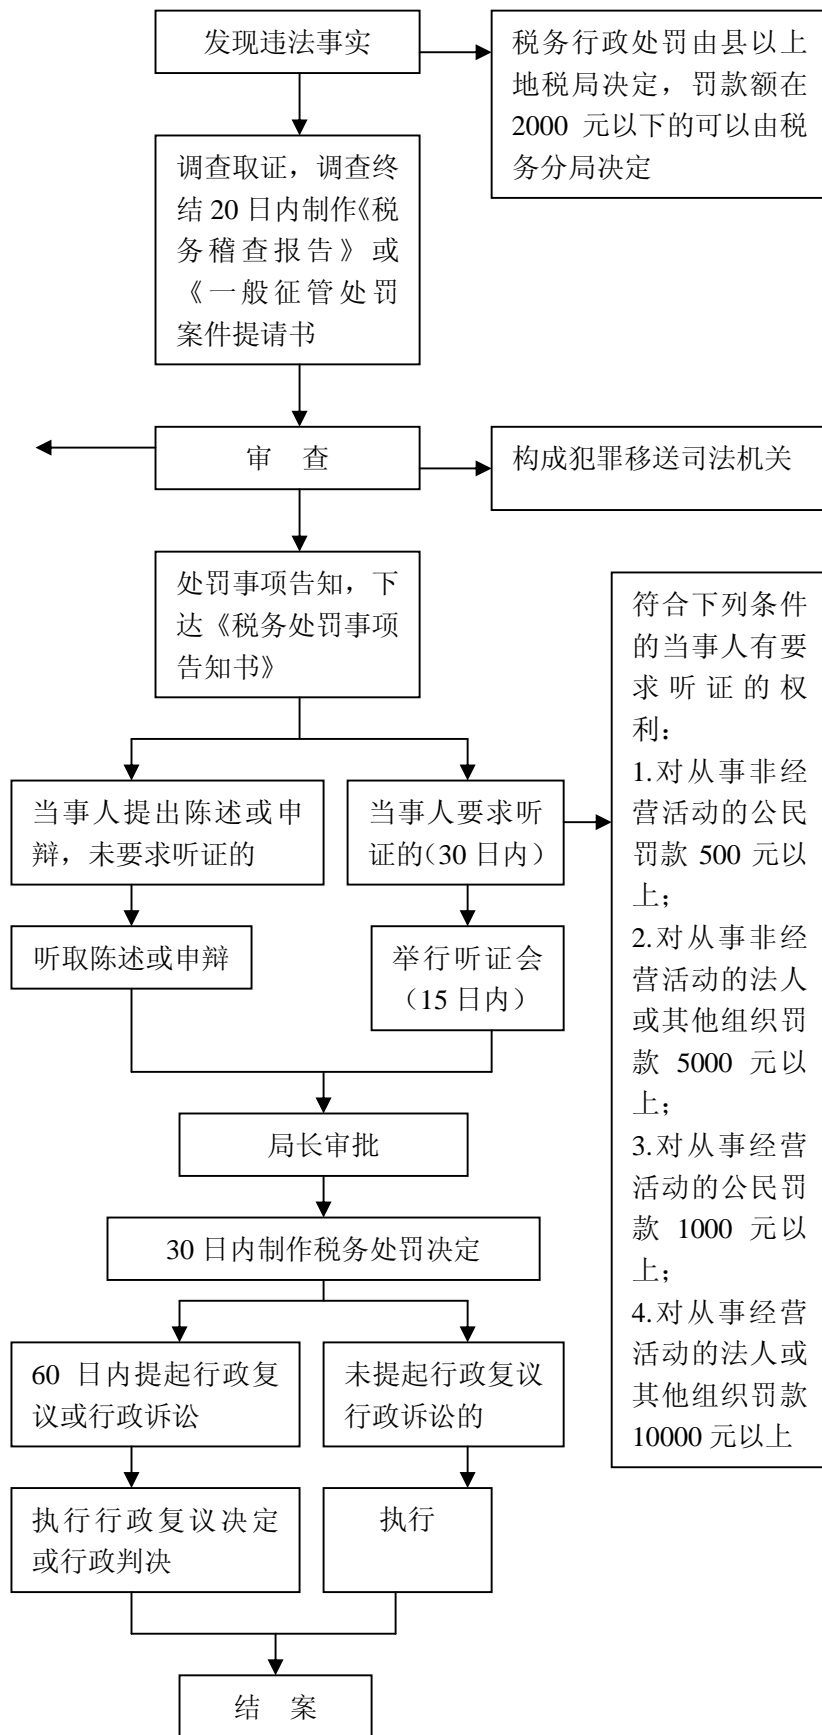 发现违法事实
税务行政处罚由县以上
地税局决定，罚款额在
2000 元以下的可以由税
务分局决定
调查取证，调查终
结 20 日内制作《税
务稽查报告》或
《一般征管处罚
案件提请书
审　查
构成犯罪移送司法机关
处罚事项告知，下
达《税务处罚事项
告知书》
当事人提出陈述或申
辩，未要求听证的
当事人要求听
证的（30 日内）
符合下列条件
的当事人有要
求听证的权
利：
1.对从事非经
营活动的公民
罚款 500 元以
上；
2.对从事非经
营活动的法人
或其他组织罚
款 5000 元以
上；
3.对从事经营
活动的公民罚
款 1000 元以
上；
4.对从事经营
活动的法人或
其他组织罚款
10000 元以上
听取陈述或申辩
举行听证会
（15 日内）
局长审批
30 日内制作税务处罚决定
60 日内提起行政复
议或行政诉讼
未提起行政复议
行政诉讼的
执行行政复议决定
或行政判决
执行
结　案